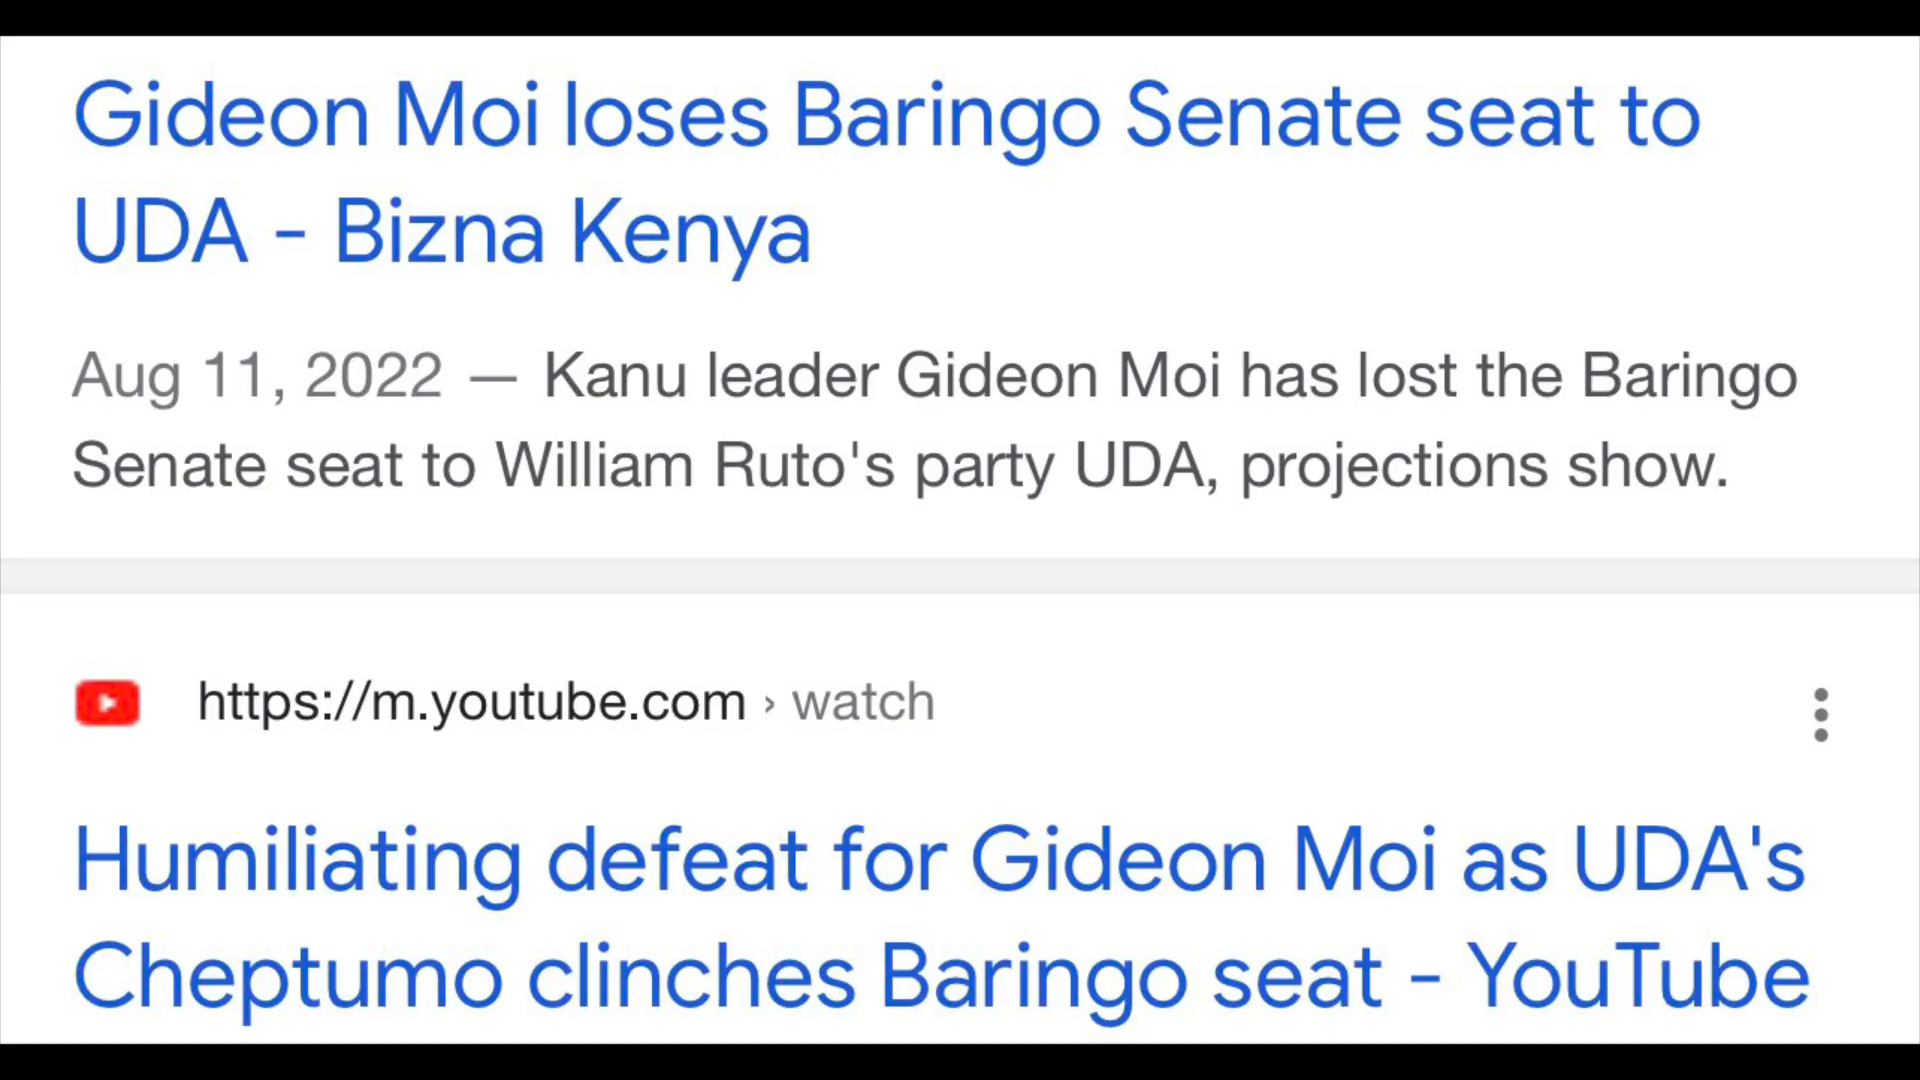 Gideon Moi loses Baringo Senate seat to
UDA - Bizna Kenya
Aug 11, 2022 — Kanu leader Gideon Moi has lost the Baringo
Senate seat to William Ruto's party UDA, projections show.
https://m.youtube.com › watch
Humiliating defeat for Gideon Moi as UDA's
Cheptumo clinches Baringo seat - YouTube